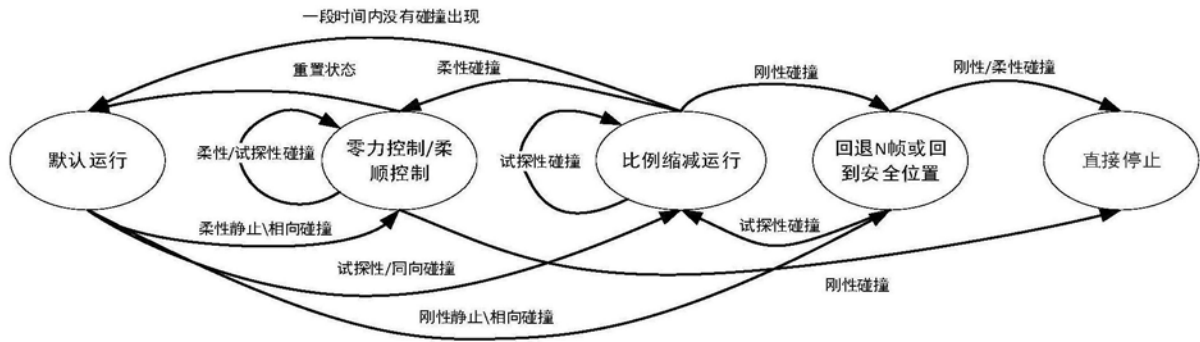 一段时间内没有碰撞出现
重置状态
柔性碰撞
刚性碰撞
刚性/柔性碰撞
默认运行
柔性/试探性碰撞
零力控制/柔
顺控制
试探性碰撞
比例缩减运行
回退N帧或回
到安全位置
直接停止
柔性静止\相向碰撞
试探性碰撞
试探性/同向碰撞
刚性碰撞
刚性静止\相向碰撞